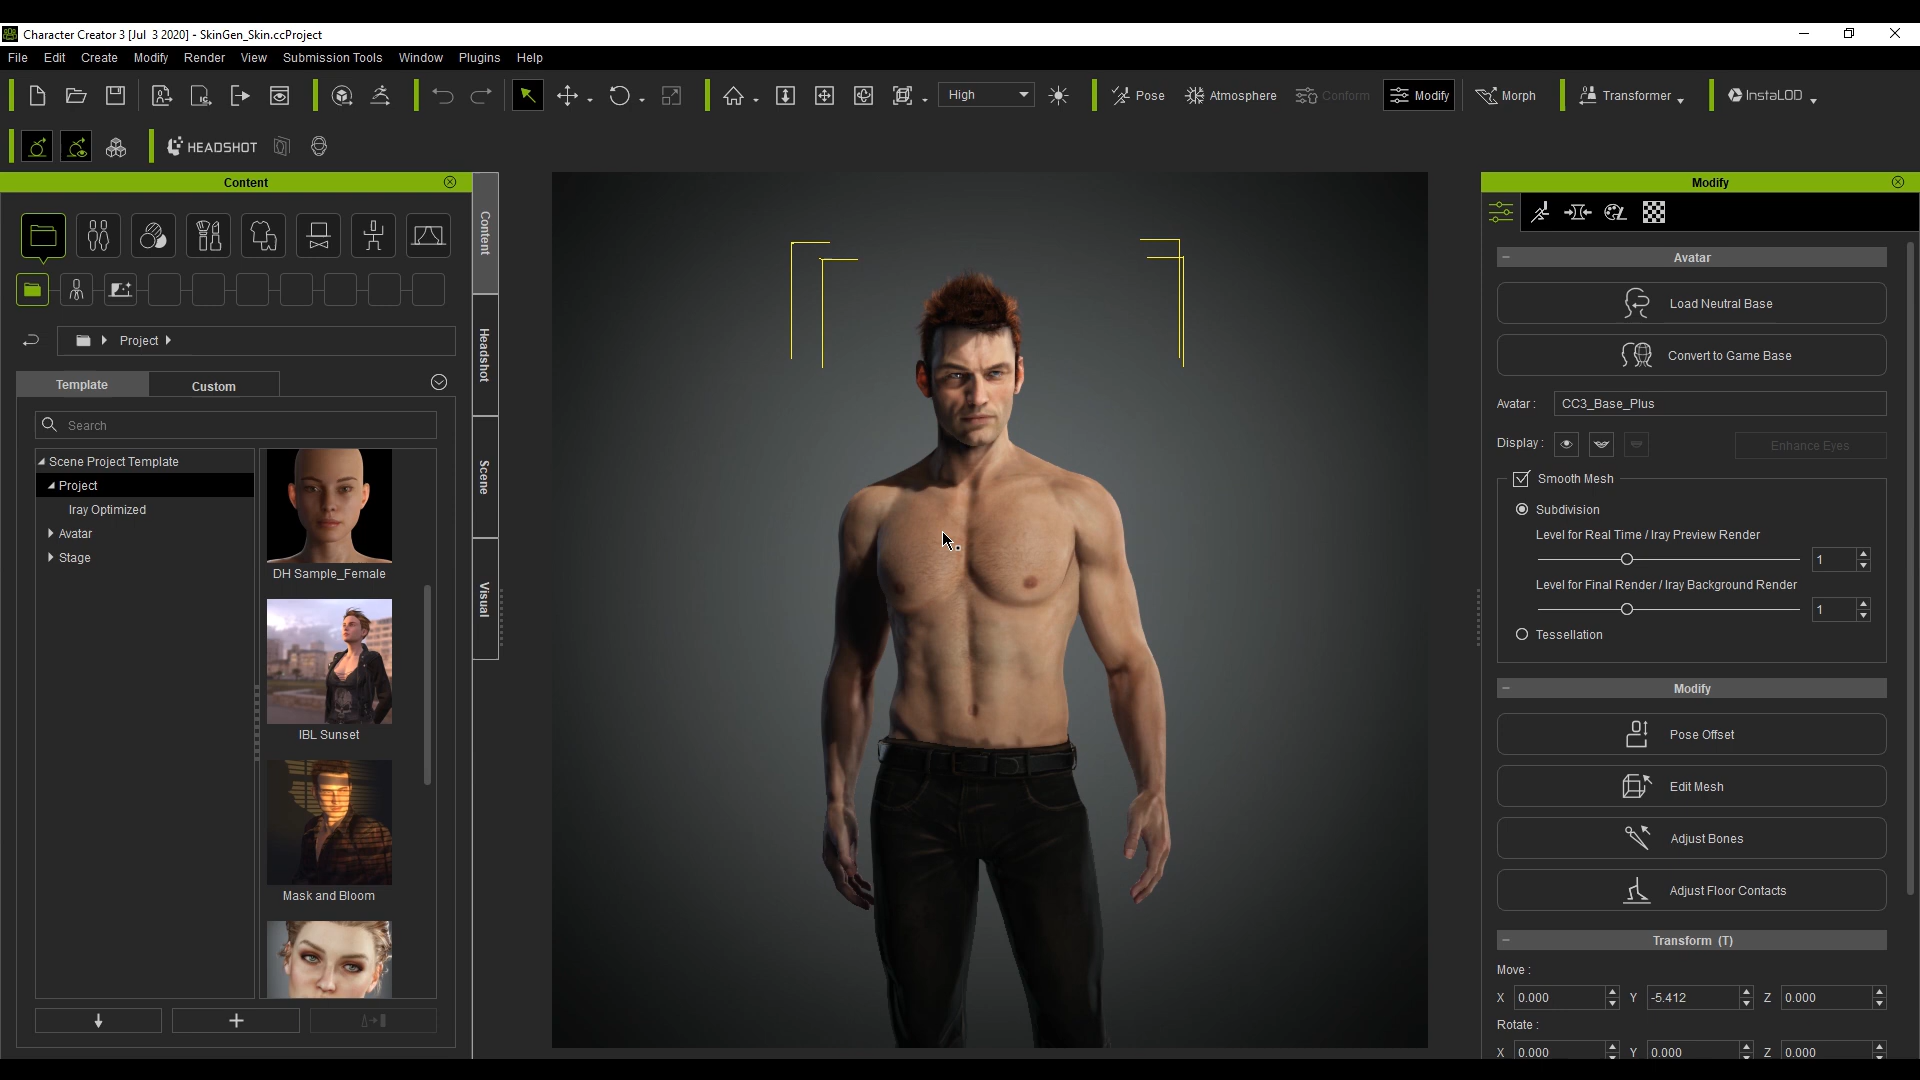 Character Creator 3 [Jul  3 2020] - SkinGen_Skin.ccProject
File Edit Create Modify Render View Submission Tools Window Plugins Help
High Pose Atmosphere Conform Modify Morph Transformer InstaLOD
HEADSHOT
Content
Project
Template Custom
Search
Scene Project Template
Project
Iray Optimized
Avatar
Stage
DH Sample_Female
IBL Sunset
Mask and Bloom
Content
Headshot
Scene
Visual
Modify
Avatar
Load Neutral Base
Convert to Game Base
Avatar : CC3_Base_Plus
Display : Enhance Eyes
Smooth Mesh
Subdivision
Level for Real Time / Iray Preview Render
1
Level for Final Render / Iray Background Render
1
Tessellation
Modify
Pose Offset
Edit Mesh
Adjust Bones
Adjust Floor Contacts
Transform (T)
Move :
X 0.000 Y -5.412 Z 0.000
Rotate :
X 0.000 Y 0.000 Z 0.000